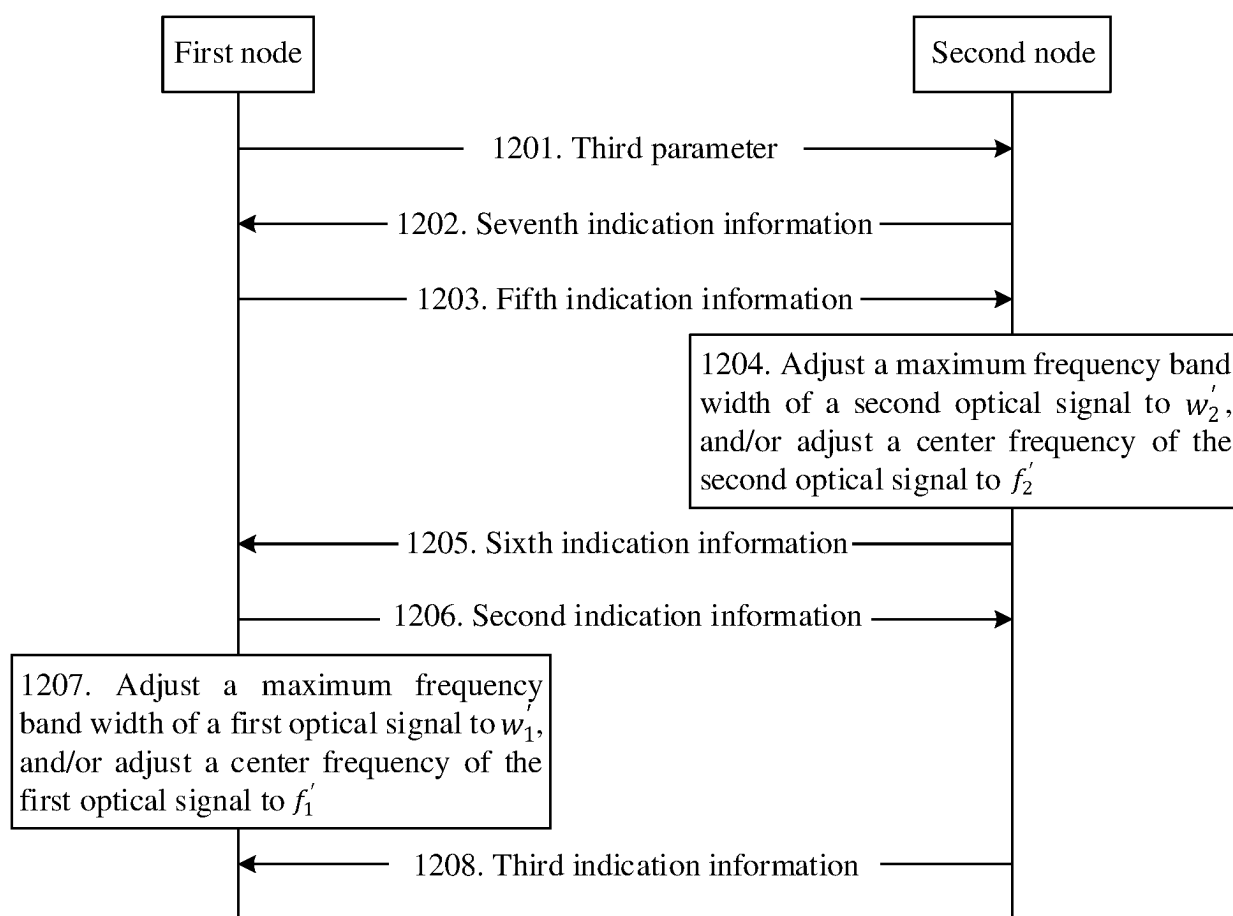 First node
Second node
1201. Third parameter
1202. Seventh indication information
1203. Fifth indication information
1204. Adjust a maximum frequency band
width of a second optical signal to w₂′,
and/or adjust a center frequency of the
second optical signal to f₂′
1205. Sixth indication information
1206. Second indication information
1207. Adjust a maximum frequency
band width of a first optical signal to w₁′,
and/or adjust a center frequency of the
first optical signal to f₁′
1208. Third indication information